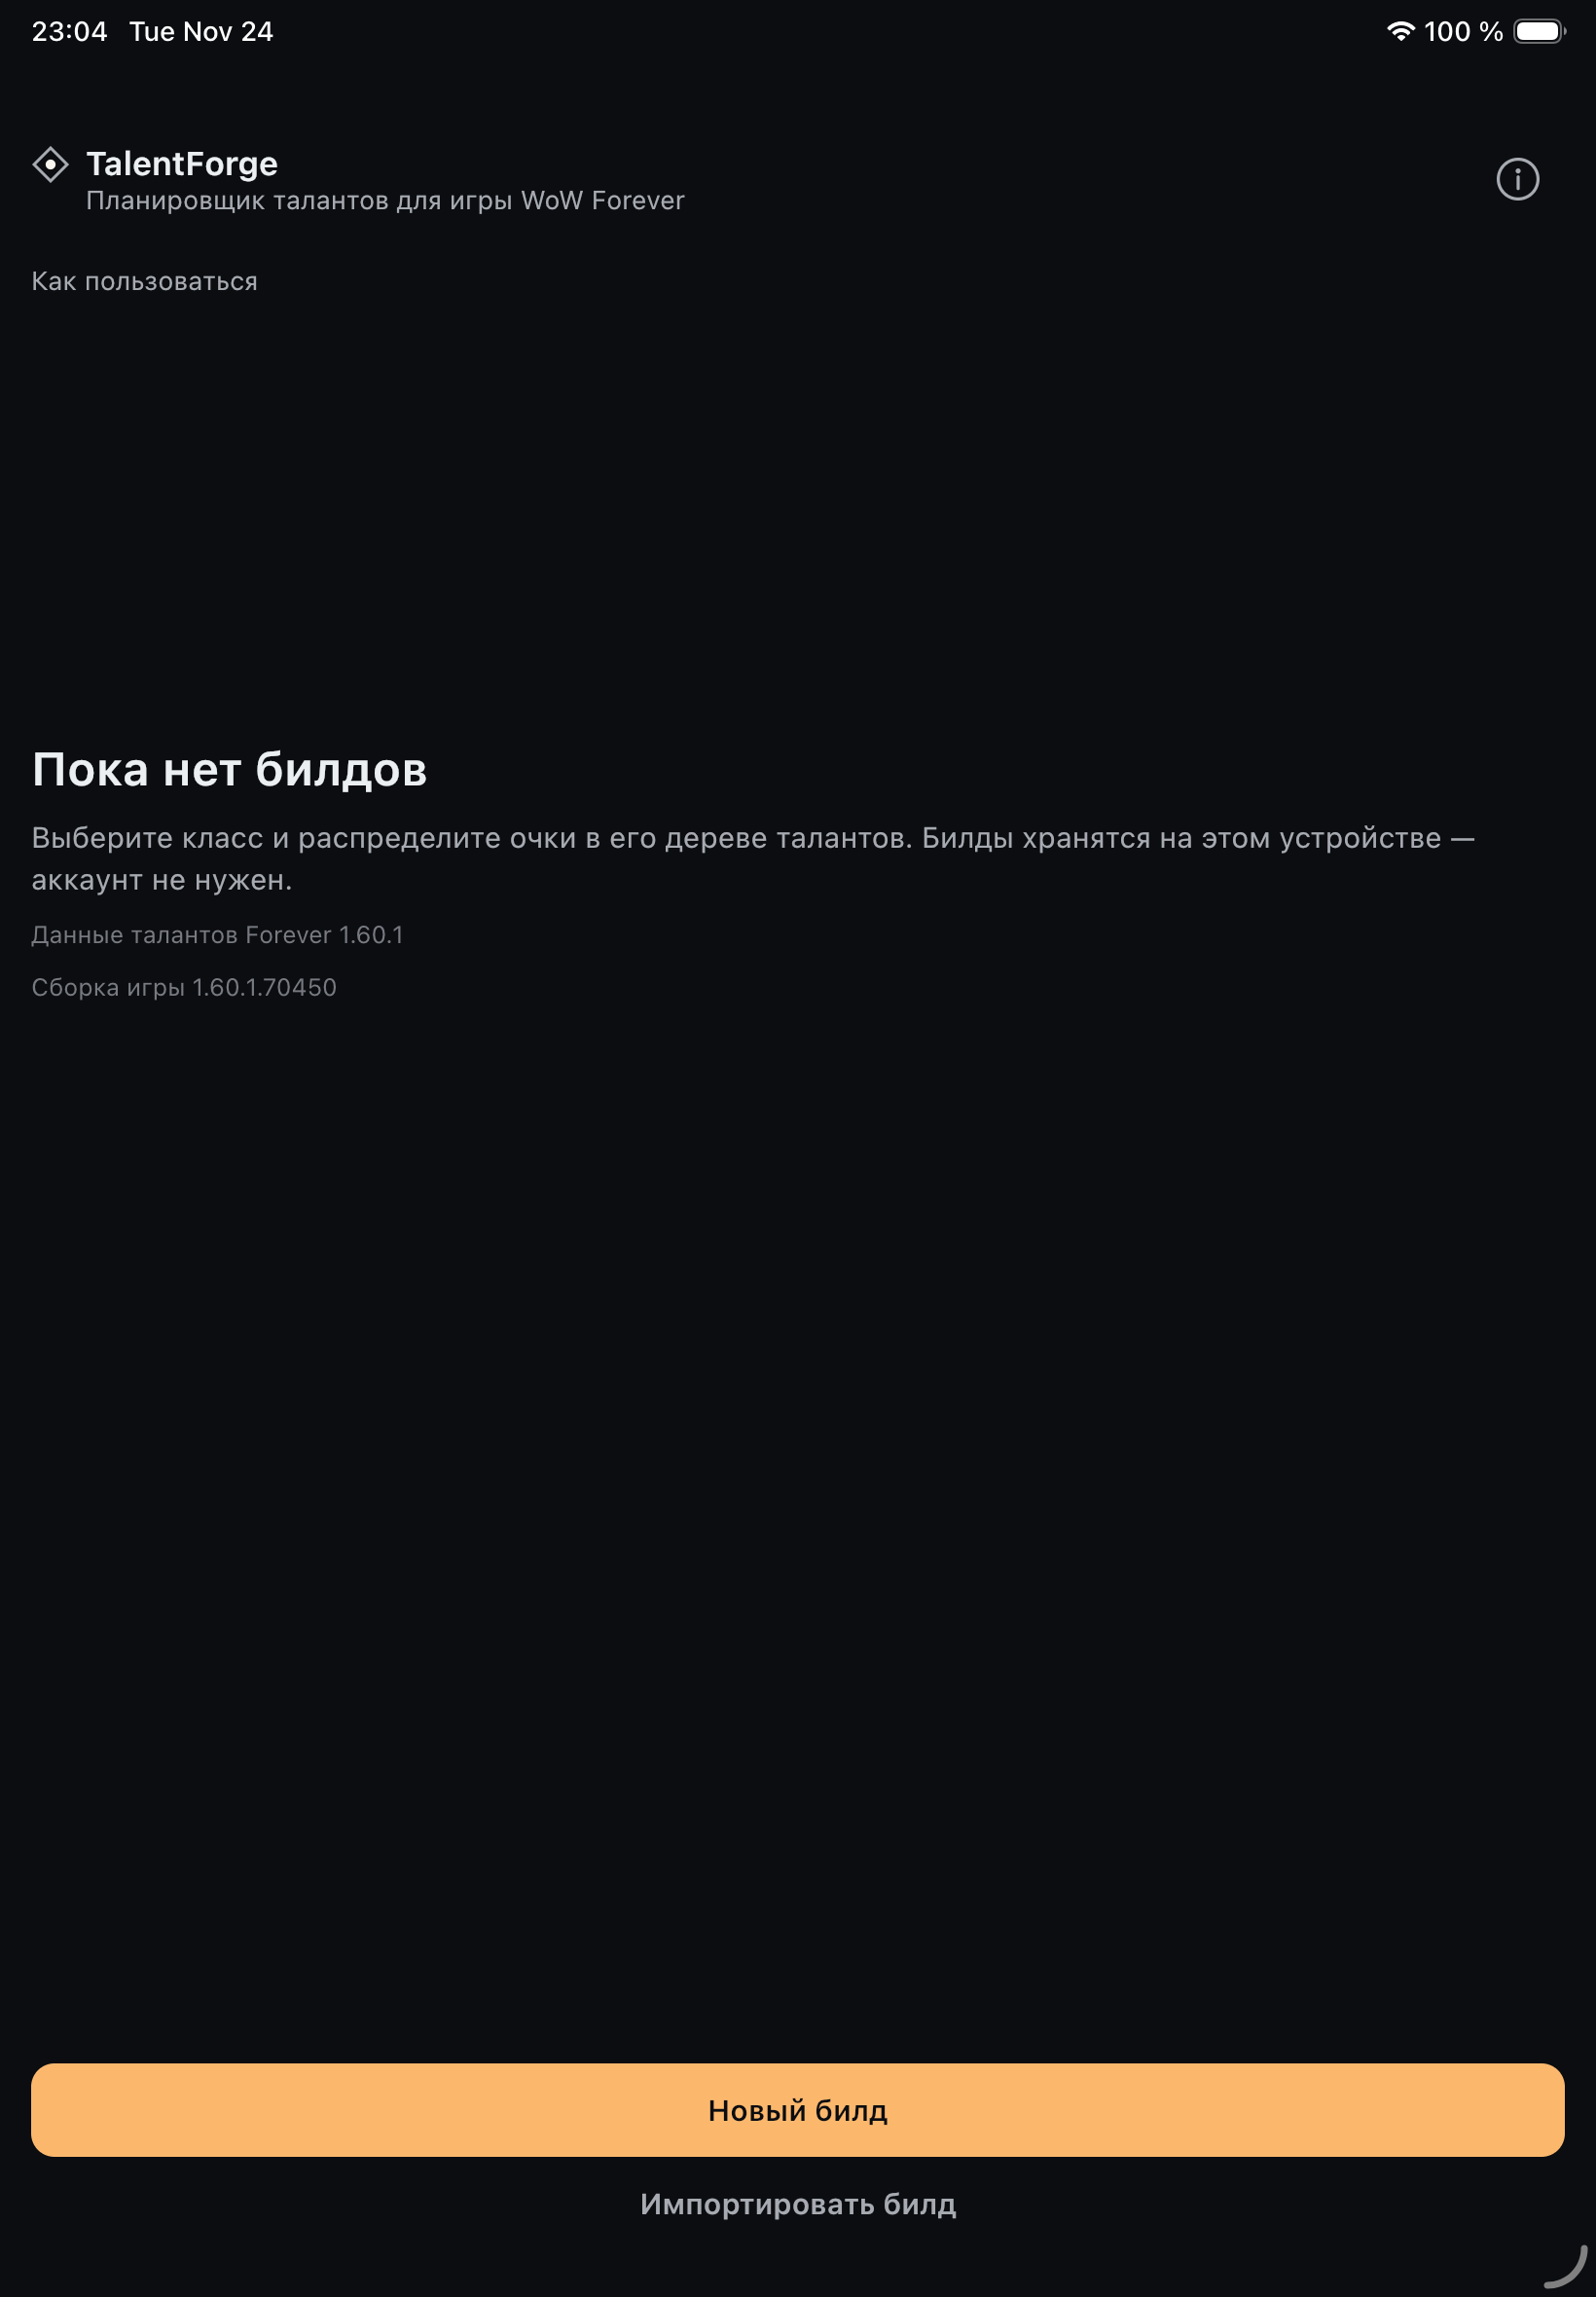 23:04 Tue Nov 24
100 %
TalentForge
Планировщик талантов для игры WoW Forever
Как пользоваться
Пока нет билдов
Выберите класс и распределите очки в его дереве талантов. Билды хранятся на этом устройстве —
аккаунт не нужен.
Данные талантов Forever 1.60.1
Сборка игры 1.60.1.70450
Новый билд
Импортировать билд